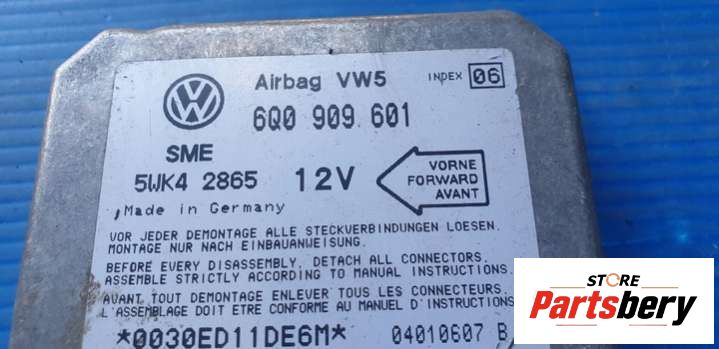 Airbag VW5 INDEX 06
6Q0 909 601
SME
5WK4 2865 12V
VORNE
FORWARD
AVANT
Made in Germany
VOR JEDER DEMONTAGE ALLE STECKVERBINDUNGEN LOESEN.
MONTAGE NUR NACH EINBAUANWEISUNG.
BEFORE EVERY DISASSEMBLY, DETACH ALL CONNECTORS.
ASSEMBLE STRICTLY ACCORDING TO MANUAL INSTRUCTIONS.
AVANT TOUT DEMONTAGE ENLEVER TOUS LES CONNECTEURS
L'ASSEMBLAGE DOIT ETRE CONFORME AU MANUEL D'INSTRUCTIONS
*0030ED11DE6M* 04010607 B
STORE
Partsbery